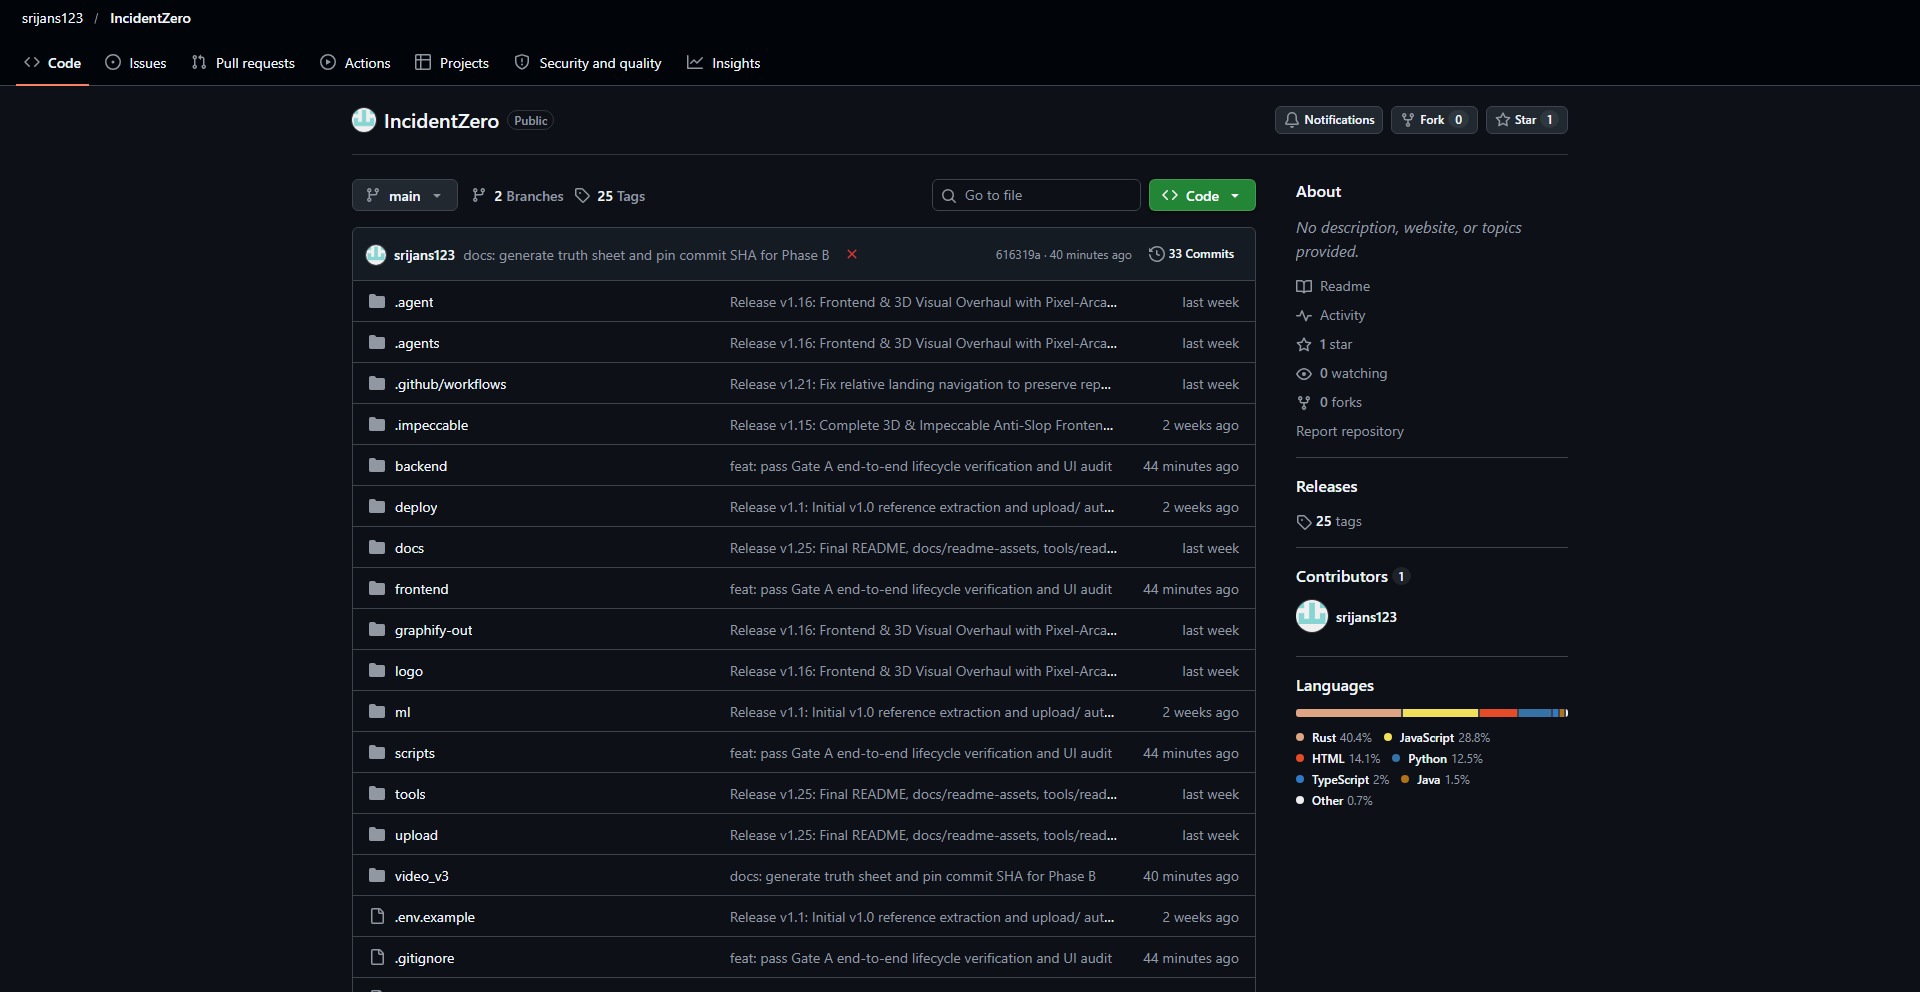 srijans123 / IncidentZero
Code Issues Pull requests Actions Projects Security and quality Insights
IncidentZero Public
Notifications Fork 0 Star 1
main 2 Branches 25 Tags Go to file Code
srijans123 docs: generate truth sheet and pin commit SHA for Phase B 616319a · 40 minutes ago 33 Commits
.agent Release v1.16: Frontend & 3D Visual Overhaul with Pixel-Arca... last week
.agents Release v1.16: Frontend & 3D Visual Overhaul with Pixel-Arca... last week
.github/workflows Release v1.21: Fix relative landing navigation to preserve rep... last week
.impeccable Release v1.15: Complete 3D & Impeccable Anti-Slop Fronten... 2 weeks ago
backend feat: pass Gate A end-to-end lifecycle verification and UI audit 44 minutes ago
deploy Release v1.1: Initial v1.0 reference extraction and upload/ aut... 2 weeks ago
docs Release v1.25: Final README, docs/readme-assets, tools/read... last week
frontend feat: pass Gate A end-to-end lifecycle verification and UI audit 44 minutes ago
graphify-out Release v1.16: Frontend & 3D Visual Overhaul with Pixel-Arca... last week
logo Release v1.16: Frontend & 3D Visual Overhaul with Pixel-Arca... last week
ml Release v1.1: Initial v1.0 reference extraction and upload/ aut... 2 weeks ago
scripts feat: pass Gate A end-to-end lifecycle verification and UI audit 44 minutes ago
tools Release v1.25: Final README, docs/readme-assets, tools/read... last week
upload Release v1.25: Final README, docs/readme-assets, tools/read... last week
video_v3 docs: generate truth sheet and pin commit SHA for Phase B 40 minutes ago
.env.example Release v1.1: Initial v1.0 reference extraction and upload/ aut... 2 weeks ago
.gitignore feat: pass Gate A end-to-end lifecycle verification and UI audit 44 minutes ago
About
No description, website, or topics
provided.
Readme
Activity
1 star
0 watching
0 forks
Report repository
Releases
25 tags
Contributors 1
srijans123
Languages
Rust 40.4% JavaScript 28.8%
HTML 14.1% Python 12.5%
TypeScript 2% Java 1.5%
Other 0.7%